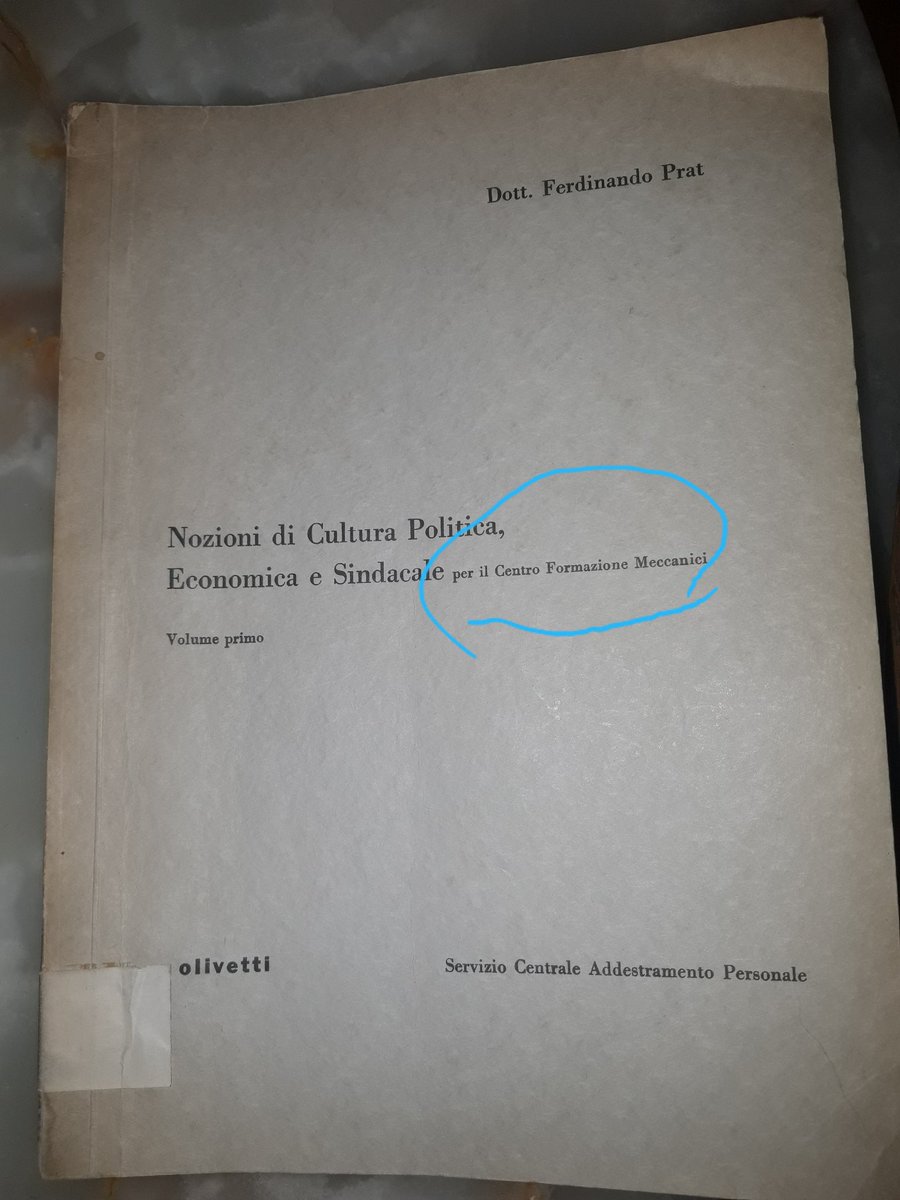 Dott. Ferdinando Prat
Nozioni di Cultura Politica,
Economica e Sindacale per il Centro Formazione Meccanici
Volume primo
olivetti
Servizio Centrale Addestramento Personale